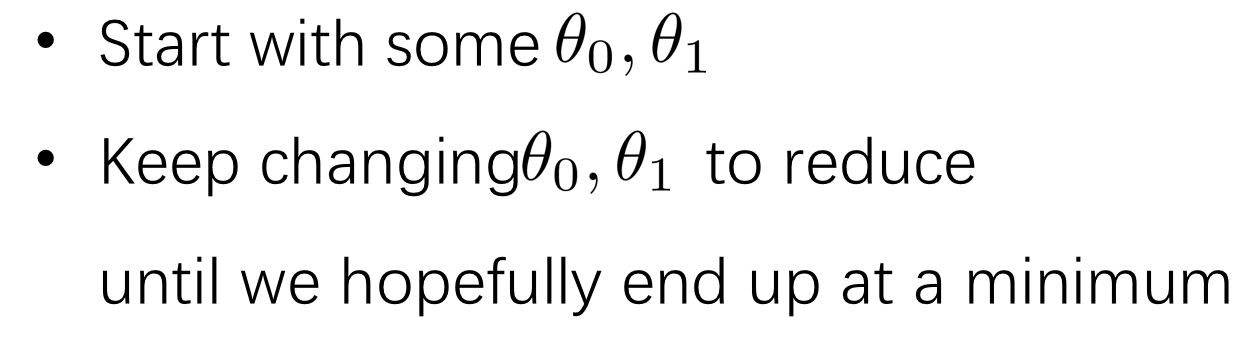 • Start with some θ₀, θ₁
• Keep changingθ₀, θ₁ to reduce
until we hopefully end up at a minimum